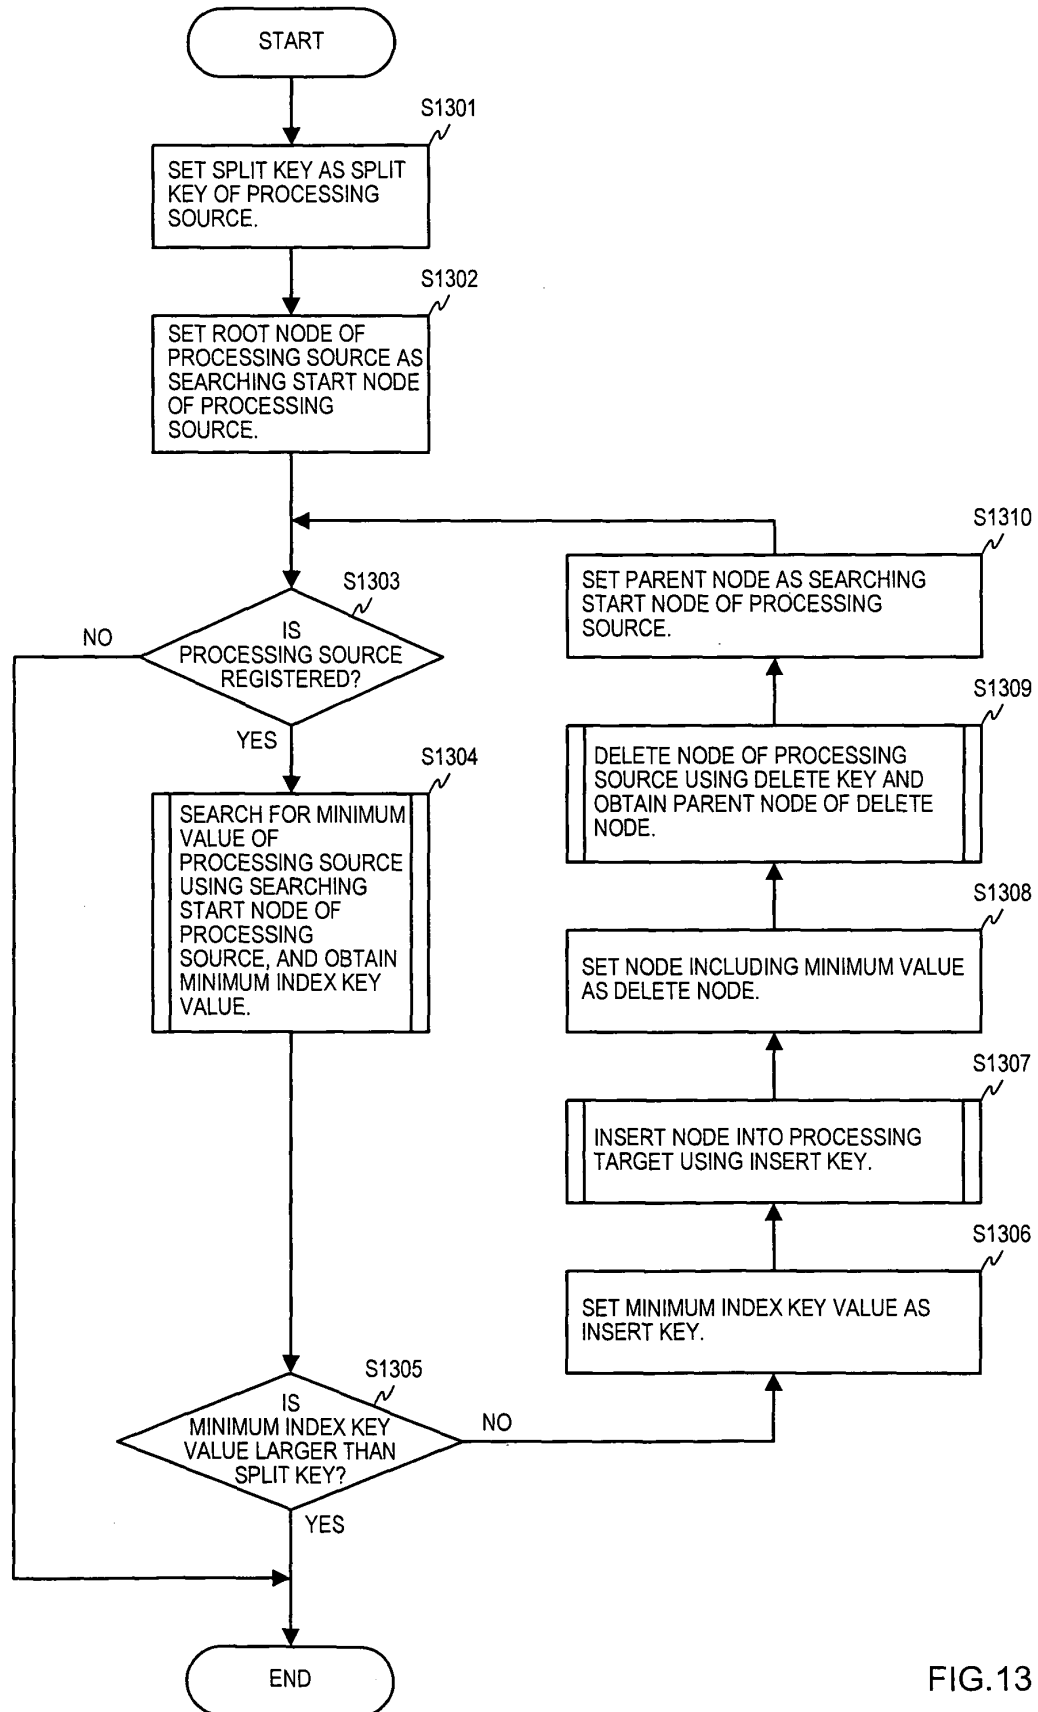 START
S1301
SET SPLIT KEY AS SPLIT
KEY OF PROCESSING
SOURCE.
S1302
SET ROOT NODE OF
PROCESSING SOURCE AS
SEARCHING START NODE
OF PROCESSING
SOURCE.
S1303
IS
PROCESSING SOURCE
REGISTERED?
NO
YES
S1304
SEARCH FOR MINIMUM
VALUE OF
PROCESSING SOURCE
USING SEARCHING
START NODE OF
PROCESSING
SOURCE, AND OBTAIN
MINIMUM INDEX KEY
VALUE.
S1305
IS
MINIMUM INDEX KEY
VALUE LARGER THAN
SPLIT KEY?
NO
YES
S1306
SET MINIMUM INDEX KEY VALUE AS
INSERT KEY.
S1307
INSERT NODE INTO PROCESSING
TARGET USING INSERT KEY.
S1308
SET NODE INCLUDING MINIMUM VALUE
AS DELETE NODE.
S1309
DELETE NODE OF PROCESSING
SOURCE USING DELETE KEY AND
OBTAIN PARENT NODE OF DELETE
NODE.
S1310
SET PARENT NODE AS SEARCHING
START NODE OF PROCESSING
SOURCE.
END
FIG.13